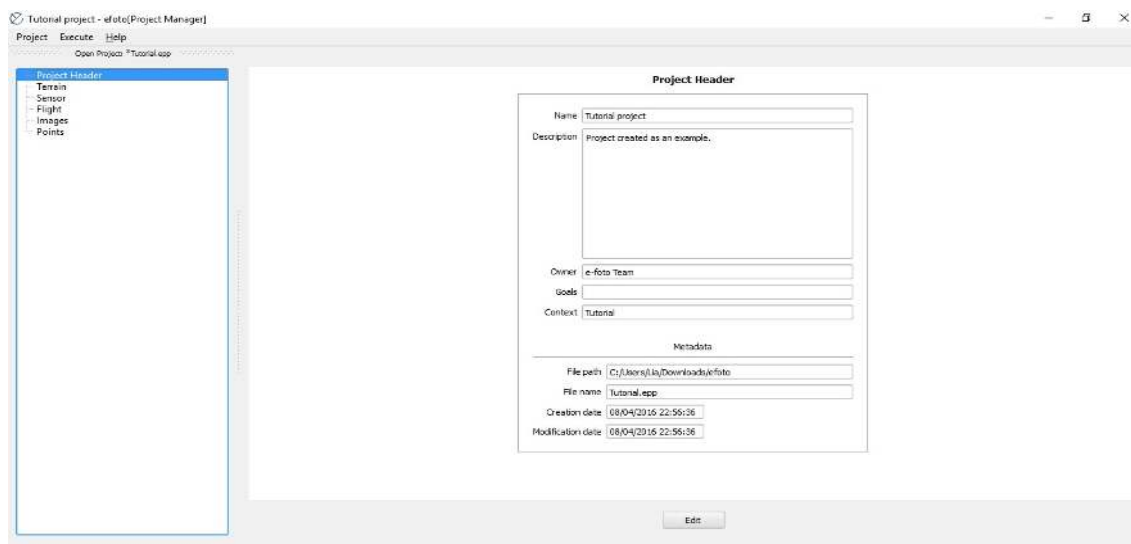 Tutorial project - efoto[Project Manager]
Project Execute Help
Open Project: *Tutorial.epp
Project Header
Terrain
Sensor
Flight
Images
Points
Project Header
Name Tutorial project
Description Project created as an example.
Owner e-foto Team
Goals
Context Tutorial
Metadata
File path C:/Users/Lia/Downloads/efoto
File name Tutorial.epp
Creation date 08/04/2016 22:56:36
Modification date 08/04/2016 22:56:36
Edit